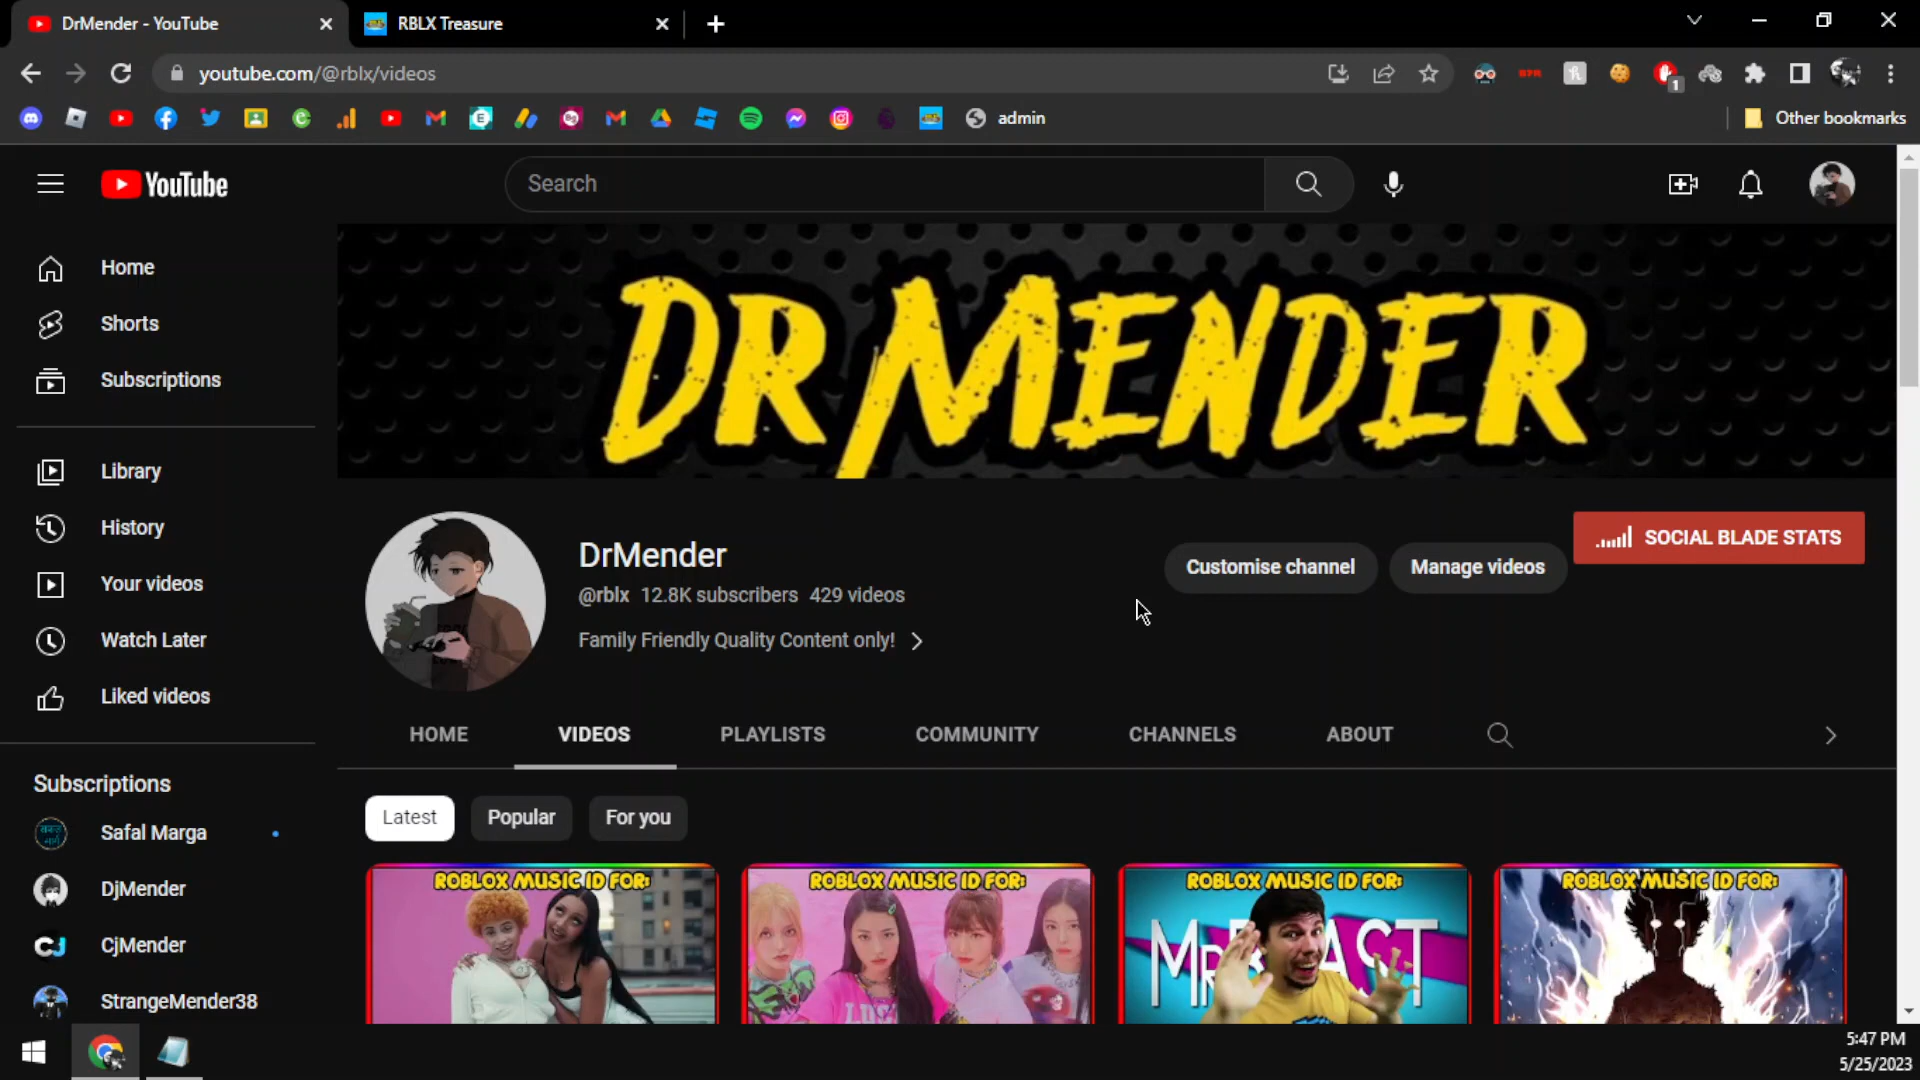 DrMender - YouTube
RBLX Treasure
youtube.com/@rblx/videos
1
admin
Other bookmarks
YouTube
Search
Home
Shorts
Subscriptions
Library
History
Your videos
Watch Later
Liked videos
Subscriptions
Safal Marga
DjMender
CjMender
StrangeMender38
DR MENDER
DrMender
@rblx 12.8K subscribers 429 videos
Family Friendly Quality Content only!
Customise channel
Manage videos
SOCIAL BLADE STATS
HOME
VIDEOS
PLAYLISTS
COMMUNITY
CHANNELS
ABOUT
Latest
Popular
For you
ROBLOX MUSIC ID FOR:
ROBLOX MUSIC ID FOR:
ROBLOX MUSIC ID FOR:
ROBLOX MUSIC ID FOR:
5:47 PM
5/25/2023